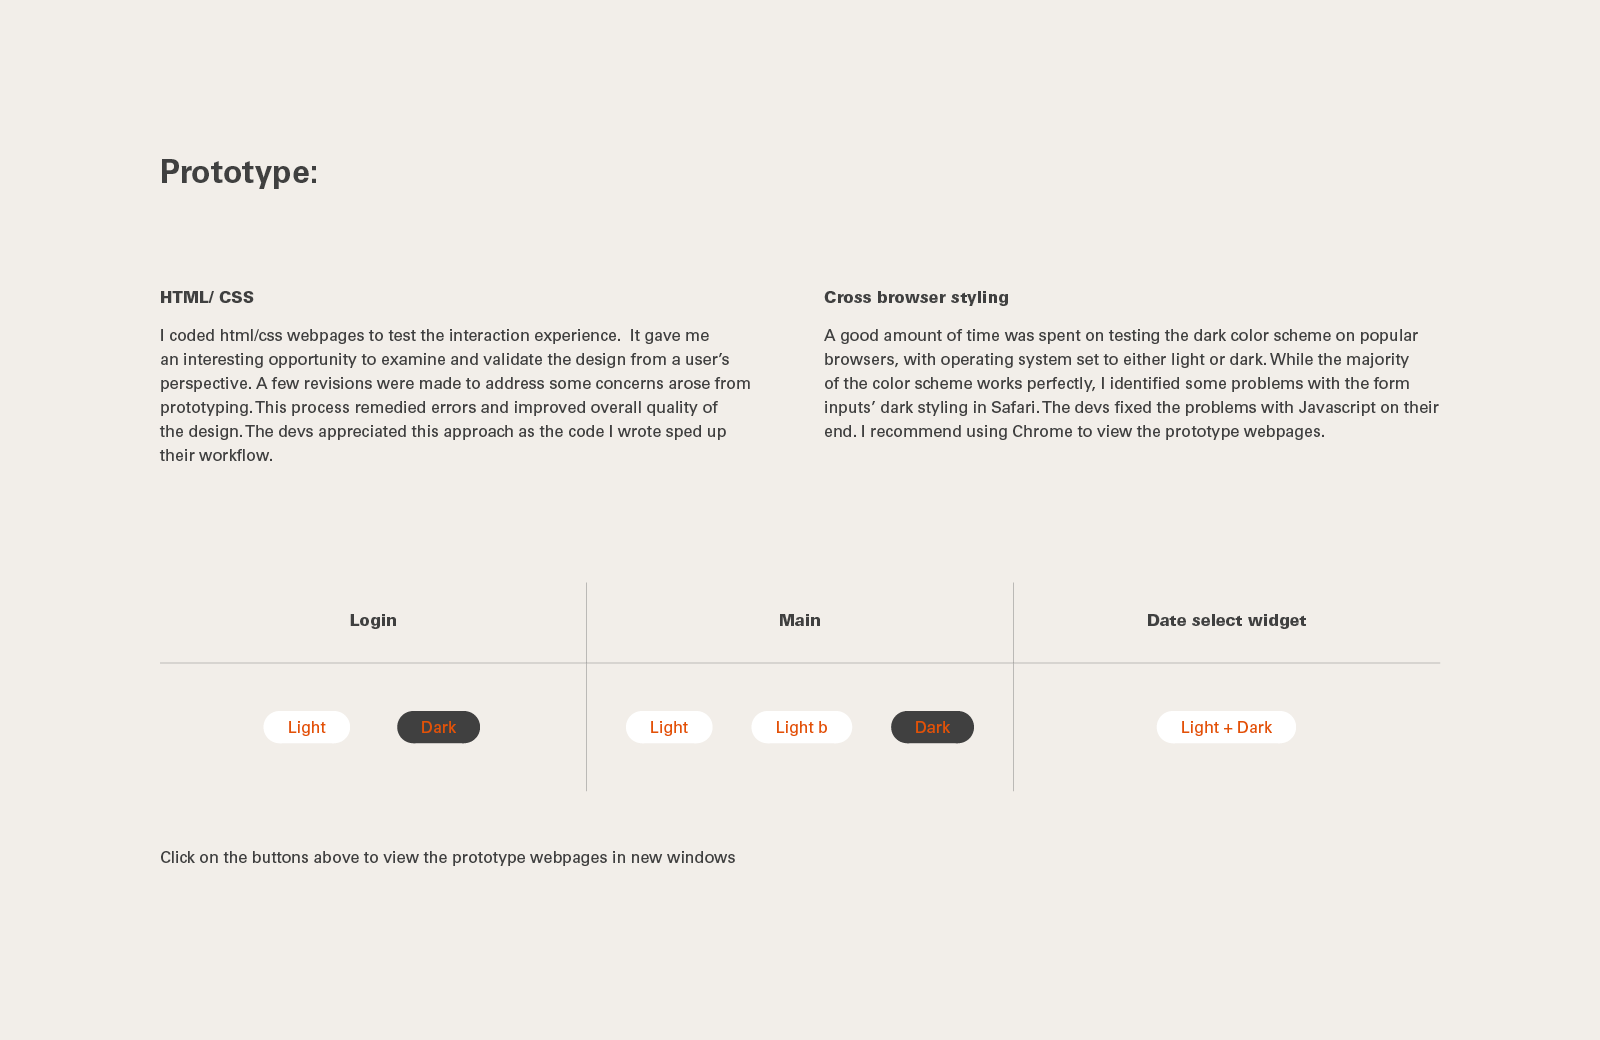 Prototype:
HTML/ CSS
I coded html/css webpages to test the interaction experience.  It gave me
an interesting opportunity to examine and validate the design from a user’s
perspective. A few revisions were made to address some concerns arose from
prototyping. This process remedied errors and improved overall quality of
the design. The devs appreciated this approach as the code I wrote sped up
their workflow.
Cross browser styling
A good amount of time was spent on testing the dark color scheme on popular
browsers, with operating system set to either light or dark. While the majority
of the color scheme works perfectly, I identified some problems with the form
inputs’ dark styling in Safari. The devs fixed the problems with Javascript on their
end. I recommend using Chrome to view the prototype webpages.
Login
Main
Date select widget
Light
Dark
Light
Light b
Dark
Light + Dark
Click on the buttons above to view the prototype webpages in new windows